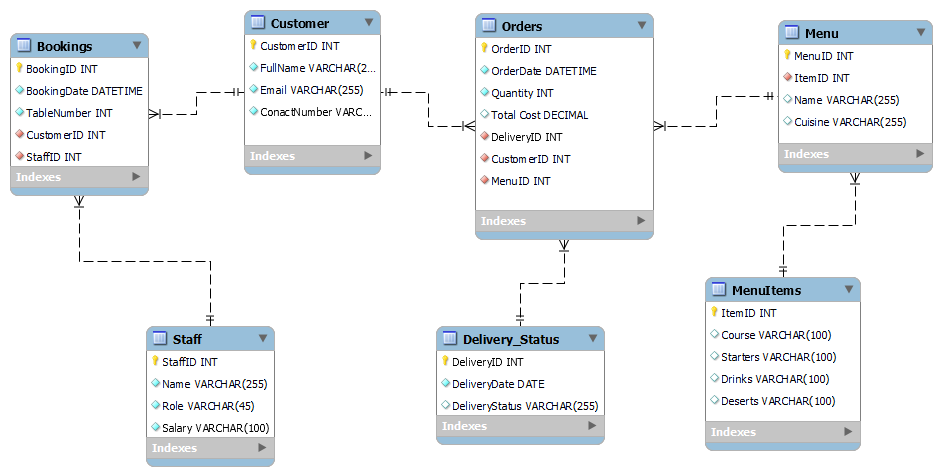 Bookings
BookingID INT
BookingDate DATETIME
TableNumber INT
CustomerID INT
StaffID INT
Indexes
Customer
CustomerID INT
FullName VARCHAR(2...
Email VARCHAR(255)
ConactNumber VARC...
Indexes
Orders
OrderID INT
OrderDate DATETIME
Quantity INT
Total Cost DECIMAL
DeliveryID INT
CustomerID INT
MenuID INT
Indexes
Menu
MenuID INT
ItemID INT
Name VARCHAR(255)
Cuisine VARCHAR(255)
Indexes
Staff
StaffID INT
Name VARCHAR(255)
Role VARCHAR(45)
Salary VARCHAR(100)
Indexes
Delivery_Status
DeliveryID INT
DeliveryDate DATE
DeliveryStatus VARCHAR(255)
Indexes
MenuItems
ItemID INT
Course VARCHAR(100)
Starters VARCHAR(100)
Drinks VARCHAR(100)
Deserts VARCHAR(100)
Indexes